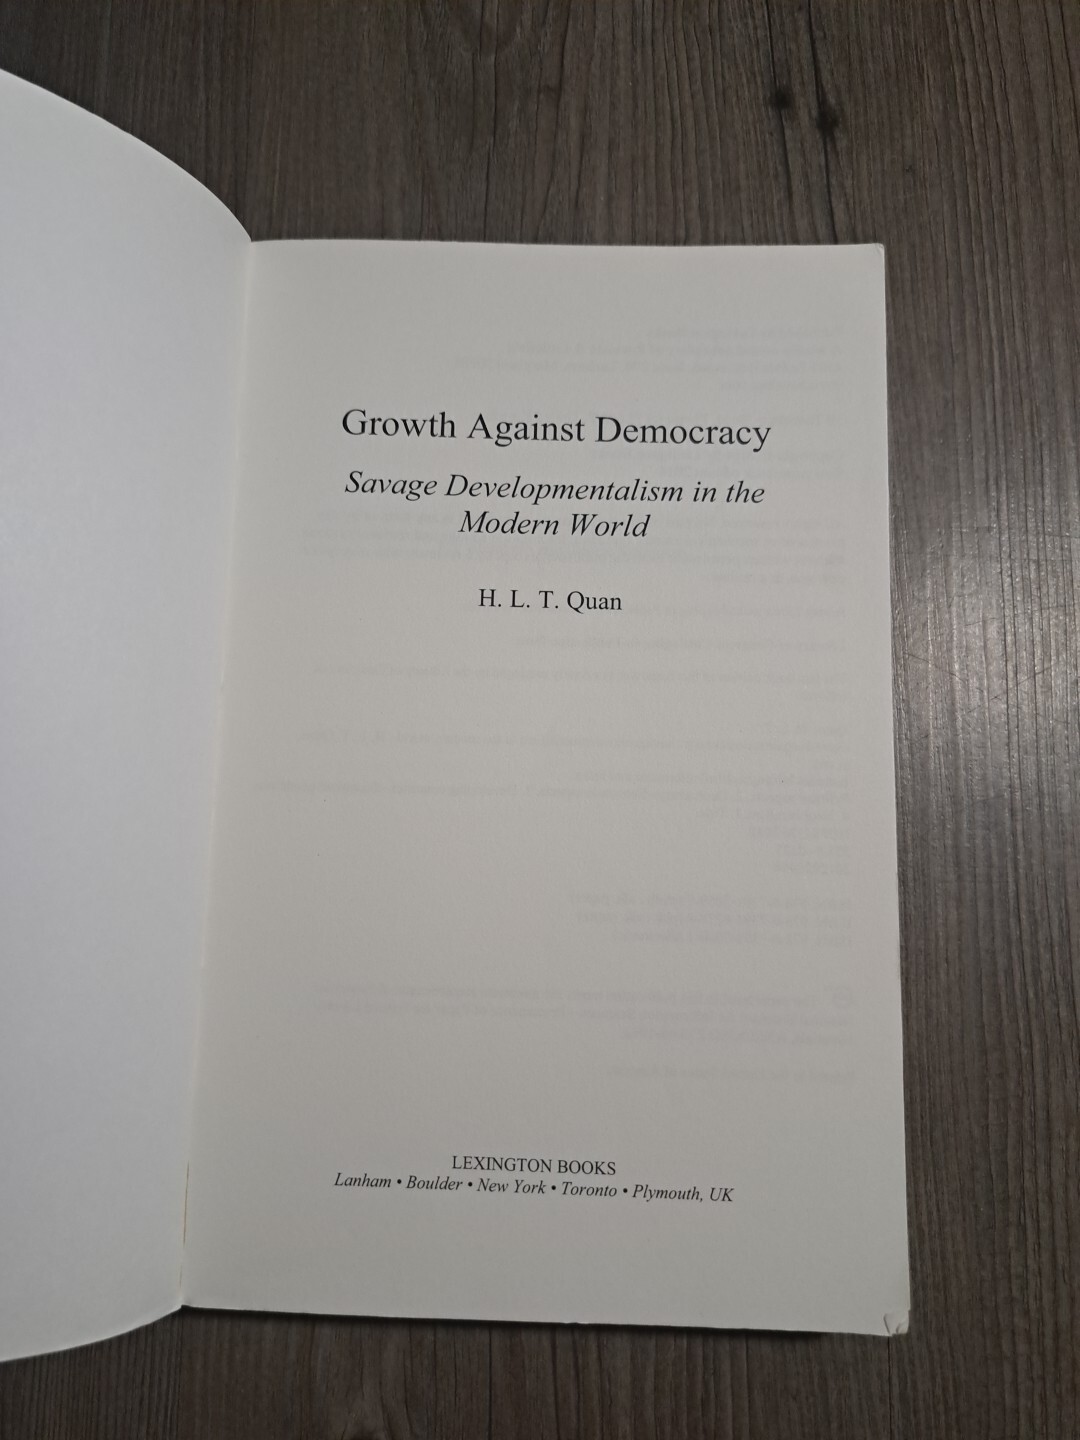 Growth Against Democracy
Savage Developmentalism in the
Modern World
H. L. T. Quan
LEXINGTON BOOKS
Lanham • Boulder • New York • Toronto • Plymouth, UK